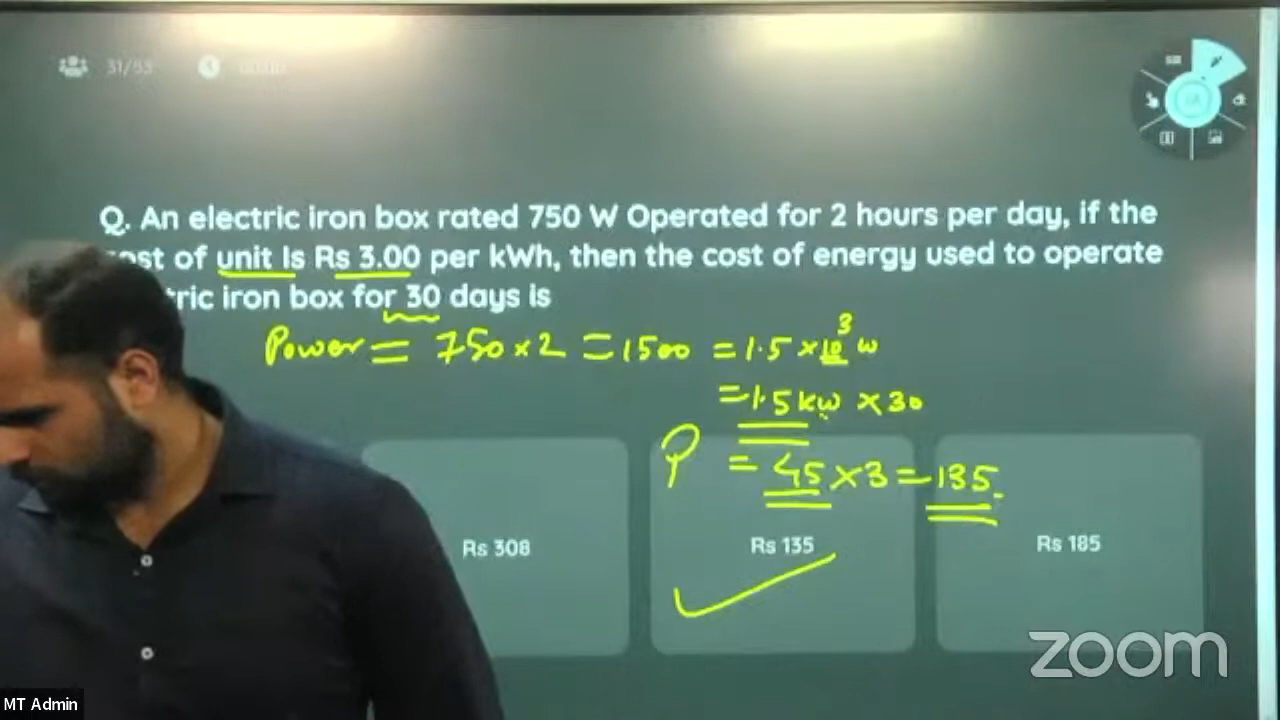 31/53
Q. An electric iron box rated 750 W Operated for 2 hours per day, if the
cost of unit Is Rs 3.00 per kWh, then the cost of energy used to operate
tric iron box for 30 days is
Power = 750 × 2 = 1500 = 1.5 × 10³ w
= 1.5 kw × 30
P = 45 × 3 = 135.
Rs 308
Rs 135
Rs 185
zoom
MT Admin